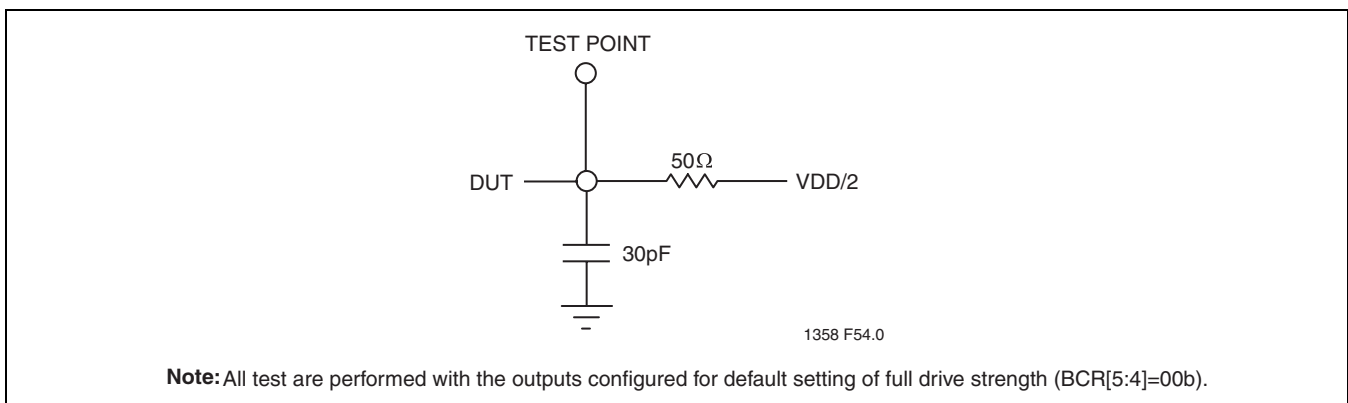 TEST POINT
50Ω
DUT
VDD/2
30pF
1358 F54.0
Note: All test are performed with the outputs configured for default setting of full drive strength (BCR[5:4]=00b).